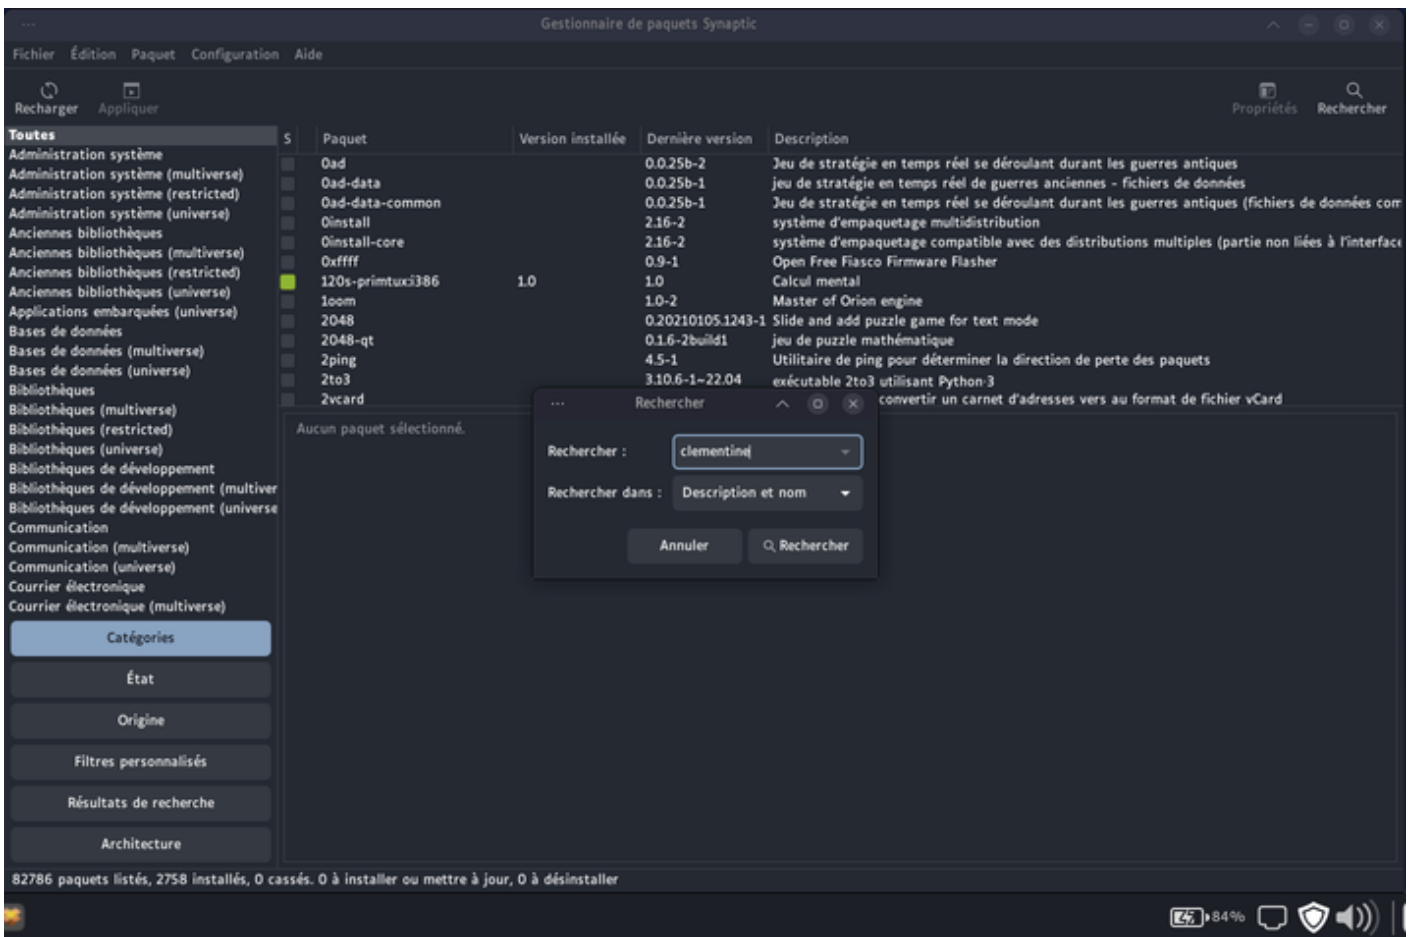 Gestionnaire de paquets Synaptic
Fichier Édition Paquet Configuration Aide
Recharger Appliquer Propriétés Rechercher
Toutes
Administration système
Administration système (multiverse)
Administration système (restricted)
Administration système (universe)
Anciennes bibliothèques
Anciennes bibliothèques (multiverse)
Anciennes bibliothèques (restricted)
Anciennes bibliothèques (universe)
Applications embarquées (universe)
Bases de données
Bases de données (multiverse)
Bases de données (universe)
Bibliothèques
Bibliothèques (multiverse)
Bibliothèques (restricted)
Bibliothèques (universe)
Bibliothèques de développement
Bibliothèques de développement (multiver
Bibliothèques de développement (universe
Communication
Communication (multiverse)
Communication (universe)
Courrier électronique
Courrier électronique (multiverse)
Catégories
État
Origine
Filtres personnalisés
Résultats de recherche
Architecture
S Paquet Version installée Dernière version Description
0ad 0.0.25b-2 Jeu de stratégie en temps réel se déroulant durant les guerres antiques
0ad-data 0.0.25b-1 jeu de stratégie en temps réel de guerres anciennes - fichiers de données
0ad-data-common 0.0.25b-1 Jeu de stratégie en temps réel se déroulant durant les guerres antiques (fichiers de données com
0install 2.16-2 système d'empaquetage multidistribution
0install-core 2.16-2 système d'empaquetage compatible avec des distributions multiples (partie non liées à l'interface
0xffff 0.9-1 Open Free Fiasco Firmware Flasher
120s-primtux:i386 1.0 1.0 Calcul mental
1oom 1.0-2 Master of Orion engine
2048 0.20210105.1243-1 Slide and add puzzle game for text mode
2048-qt 0.1.6-2build1 jeu de puzzle mathématique
2ping 4.5-1 Utilitaire de ping pour déterminer la direction de perte des paquets
2to3 3.10.6-1~22.04 exécutable 2to3 utilisant Python 3
2vcard convertir un carnet d'adresses vers au format de fichier vCard
Aucun paquet sélectionné.
Rechercher
Rechercher : clementine
Rechercher dans : Description et nom
Annuler Rechercher
82786 paquets listés, 2758 installés, 0 cassés. 0 à installer ou mettre à jour, 0 à désinstaller
84%